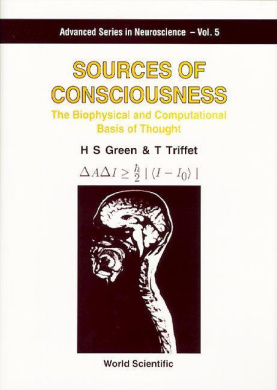 Advanced Series in Neuroscience – Vol. 5
SOURCES OF
CONSCIOUSNESS
The Biophysical and Computational
Basis of Thought
H S Green & T Triffet
ΔAΔI ≥ ℏ/2 | ⟨I − I₀⟩ |
World Scientific